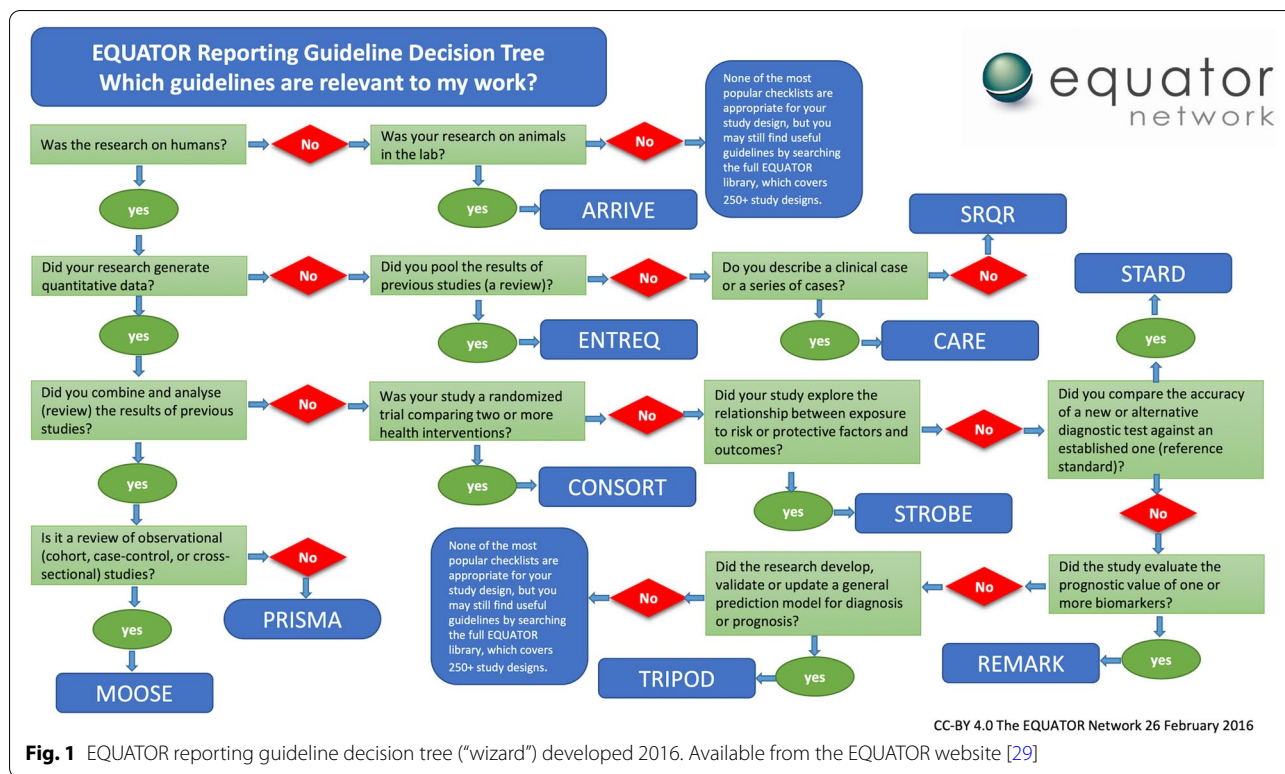 EQUATOR Reporting Guideline Decision Tree
Which guidelines are relevant to my work?
equator
network
None of the most
popular checklists are
appropriate for your
study design, but you
may still find useful
guidelines by searching
the full EQUATOR
library, which covers
250+ study designs.
Was the research on humans?
No
Was your research on animals
in the lab?
No
yes
yes
ARRIVE
SRQR
Did your research generate
quantitative data?
No
Did you pool the results of
previous studies (a review)?
No
Do you describe a clinical case
or a series of cases?
No
STARD
yes
yes
ENTREQ
yes
CARE
yes
Did you combine and analyse
(review) the results of previous
studies?
No
Was your study a randomized
trial comparing two or more
health interventions?
No
Did your study explore the
relationship between exposure
to risk or protective factors and
outcomes?
No
Did you compare the accuracy
of a new or alternative
diagnostic test against an
established one (reference
standard)?
yes
yes
CONSORT
yes
STROBE
No
Is it a review of observational
(cohort, case-control, or cross-
sectional) studies?
No
PRISMA
None of the most
popular checklists are
appropriate for your
study design, but you
may still find useful
guidelines by searching
the full EQUATOR
library, which covers
250+ study designs.
No
Did the research develop,
validate or update a general
prediction model for diagnosis
or prognosis?
No
Did the study evaluate the
prognostic value of one or
more biomarkers?
yes
MOOSE
TRIPOD
yes
REMARK
yes
CC-BY 4.0 The EQUATOR Network 26 February 2016
Fig. 1 EQUATOR reporting guideline decision tree (“wizard”) developed 2016. Available from the EQUATOR website [29]